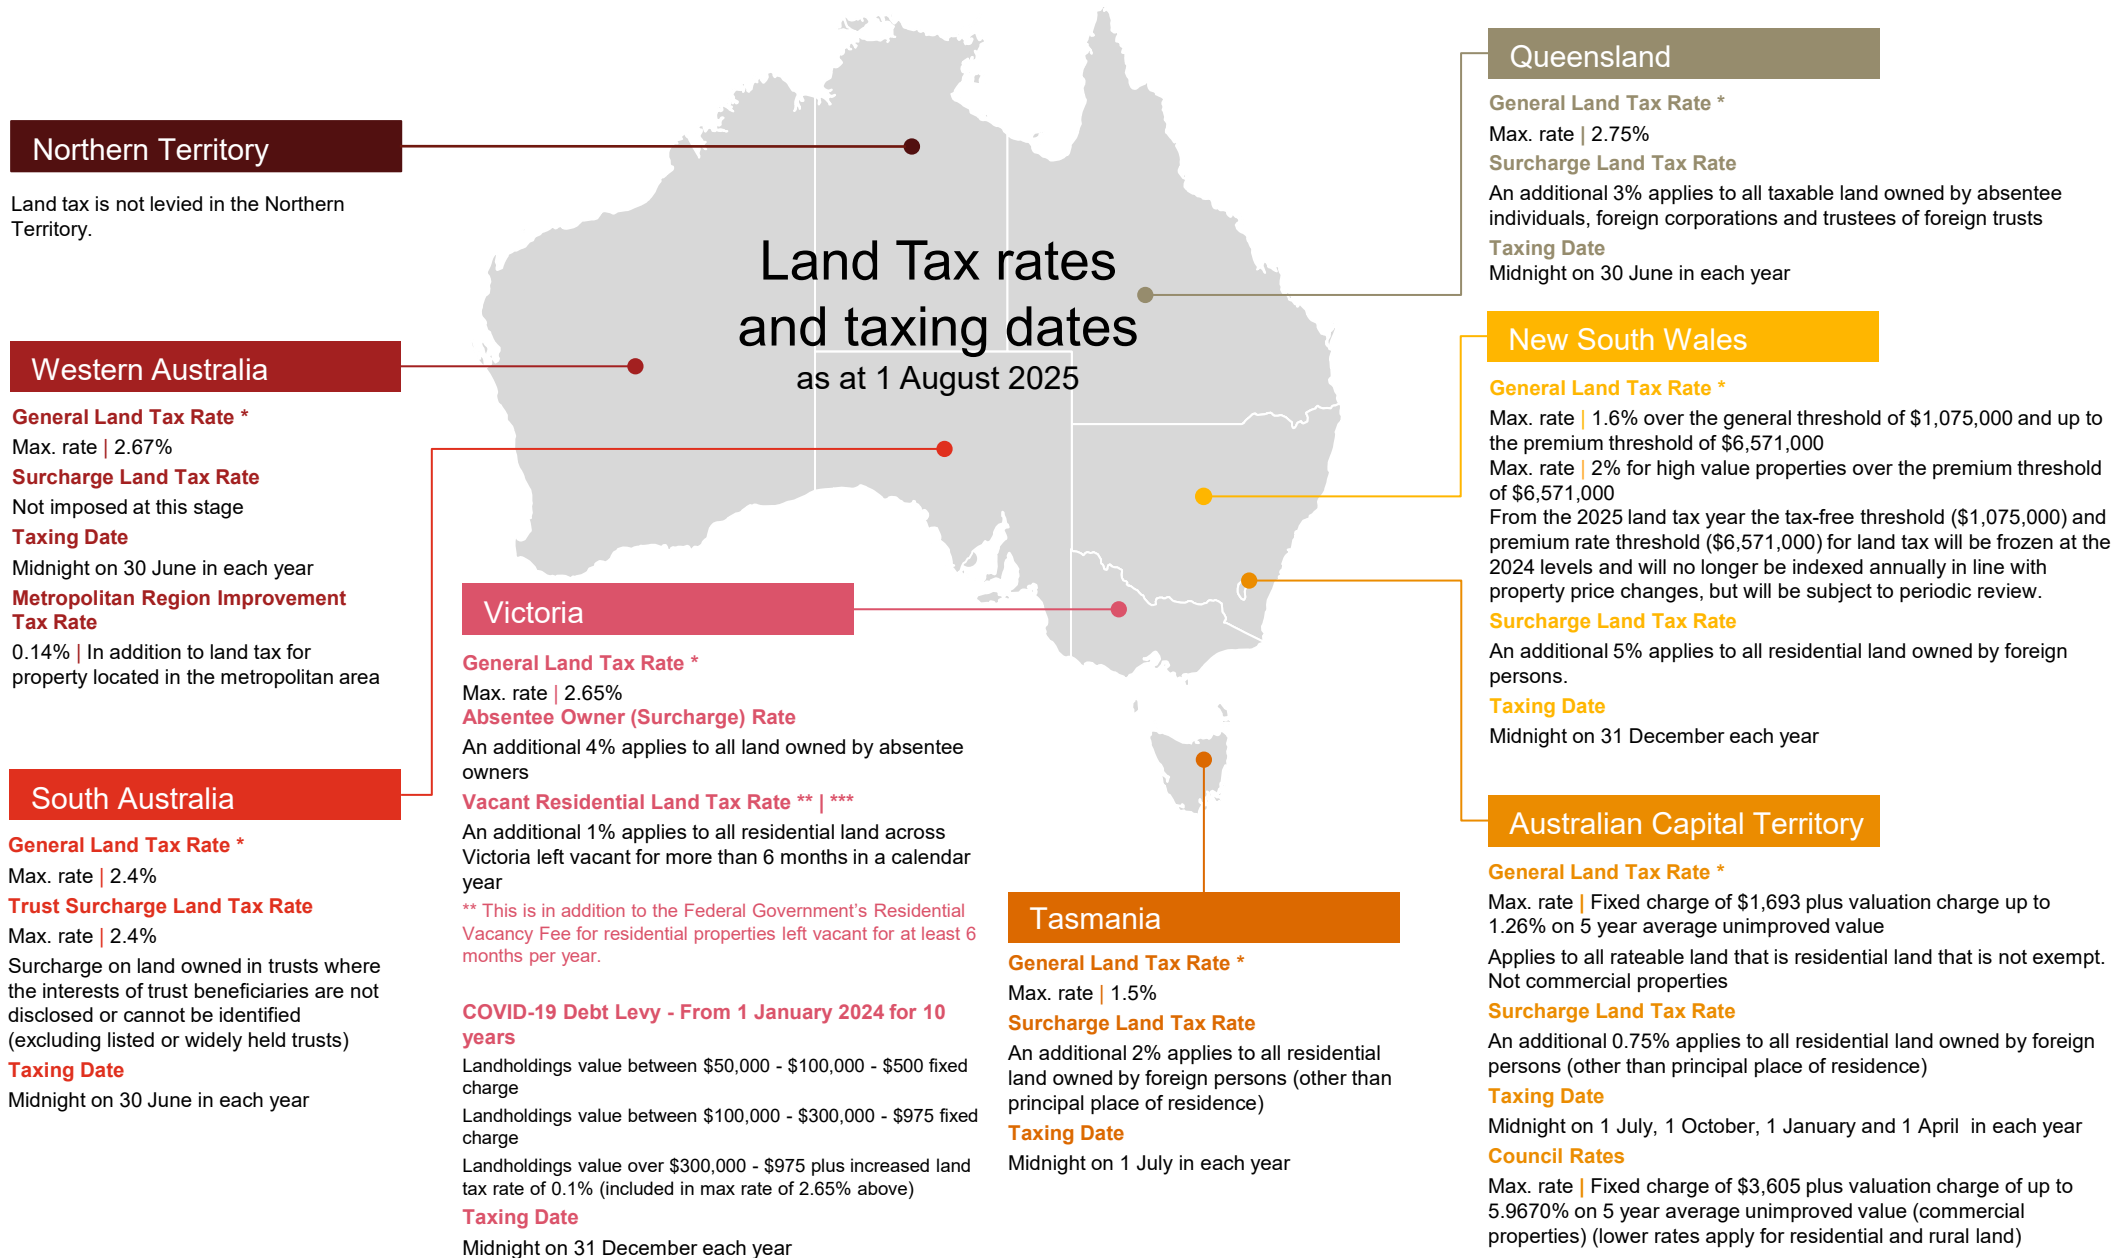 Land Tax rates
and taxing dates
as at 1 August 2025
Northern Territory
Land tax is not levied in the Northern
Territory.
Western Australia
General Land Tax Rate *
Max. rate | 2.67%
Surcharge Land Tax Rate
Not imposed at this stage
Taxing Date
Midnight on 30 June in each year
Metropolitan Region Improvement
Tax Rate
0.14% | In addition to land tax for
property located in the metropolitan area
South Australia
General Land Tax Rate *
Max. rate | 2.4%
Trust Surcharge Land Tax Rate
Max. rate | 2.4%
Surcharge on land owned in trusts where
the interests of trust beneficiaries are not
disclosed or cannot be identified
(excluding listed or widely held trusts)
Taxing Date
Midnight on 30 June in each year
Victoria
General Land Tax Rate *
Max. rate | 2.65%
Absentee Owner (Surcharge) Rate
An additional 4% applies to all land owned by absentee
owners
Vacant Residential Land Tax Rate ** | ***
An additional 1% applies to all residential land across
Victoria left vacant for more than 6 months in a calendar
year
** This is in addition to the Federal Government’s Residential
Vacancy Fee for residential properties left vacant for at least 6
months per year.
COVID-19 Debt Levy - From 1 January 2024 for 10
years
Landholdings value between $50,000 - $100,000 - $500 fixed
charge
Landholdings value between $100,000 - $300,000 - $975 fixed
charge
Landholdings value over $300,000 - $975 plus increased land
tax rate of 0.1% (included in max rate of 2.65% above)
Taxing Date
Midnight on 31 December each year
Tasmania
General Land Tax Rate *
Max. rate | 1.5%
Surcharge Land Tax Rate
An additional 2% applies to all residential
land owned by foreign persons (other than
principal place of residence)
Taxing Date
Midnight on 1 July in each year
Queensland
General Land Tax Rate *
Max. rate | 2.75%
Surcharge Land Tax Rate
An additional 3% applies to all taxable land owned by absentee
individuals, foreign corporations and trustees of foreign trusts
Taxing Date
Midnight on 30 June in each year
New South Wales
General Land Tax Rate *
Max. rate | 1.6% over the general threshold of $1,075,000 and up to
the premium threshold of $6,571,000
Max. rate | 2% for high value properties over the premium threshold
of $6,571,000
From the 2025 land tax year the tax-free threshold ($1,075,000) and
premium rate threshold ($6,571,000) for land tax will be frozen at the
2024 levels and will no longer be indexed annually in line with
property price changes, but will be subject to periodic review.
Surcharge Land Tax Rate
An additional 5% applies to all residential land owned by foreign
persons.
Taxing Date
Midnight on 31 December each year
Australian Capital Territory
General Land Tax Rate *
Max. rate | Fixed charge of $1,693 plus valuation charge up to
1.26% on 5 year average unimproved value
Applies to all rateable land that is residential land that is not exempt.
Not commercial properties
Surcharge Land Tax Rate
An additional 0.75% applies to all residential land owned by foreign
persons (other than principal place of residence)
Taxing Date
Midnight on 1 July, 1 October, 1 January and 1 April in each year
Council Rates
Max. rate | Fixed charge of $3,605 plus valuation charge of up to
5.9670% on 5 year average unimproved value (commercial
properties) (lower rates apply for residential and rural land)